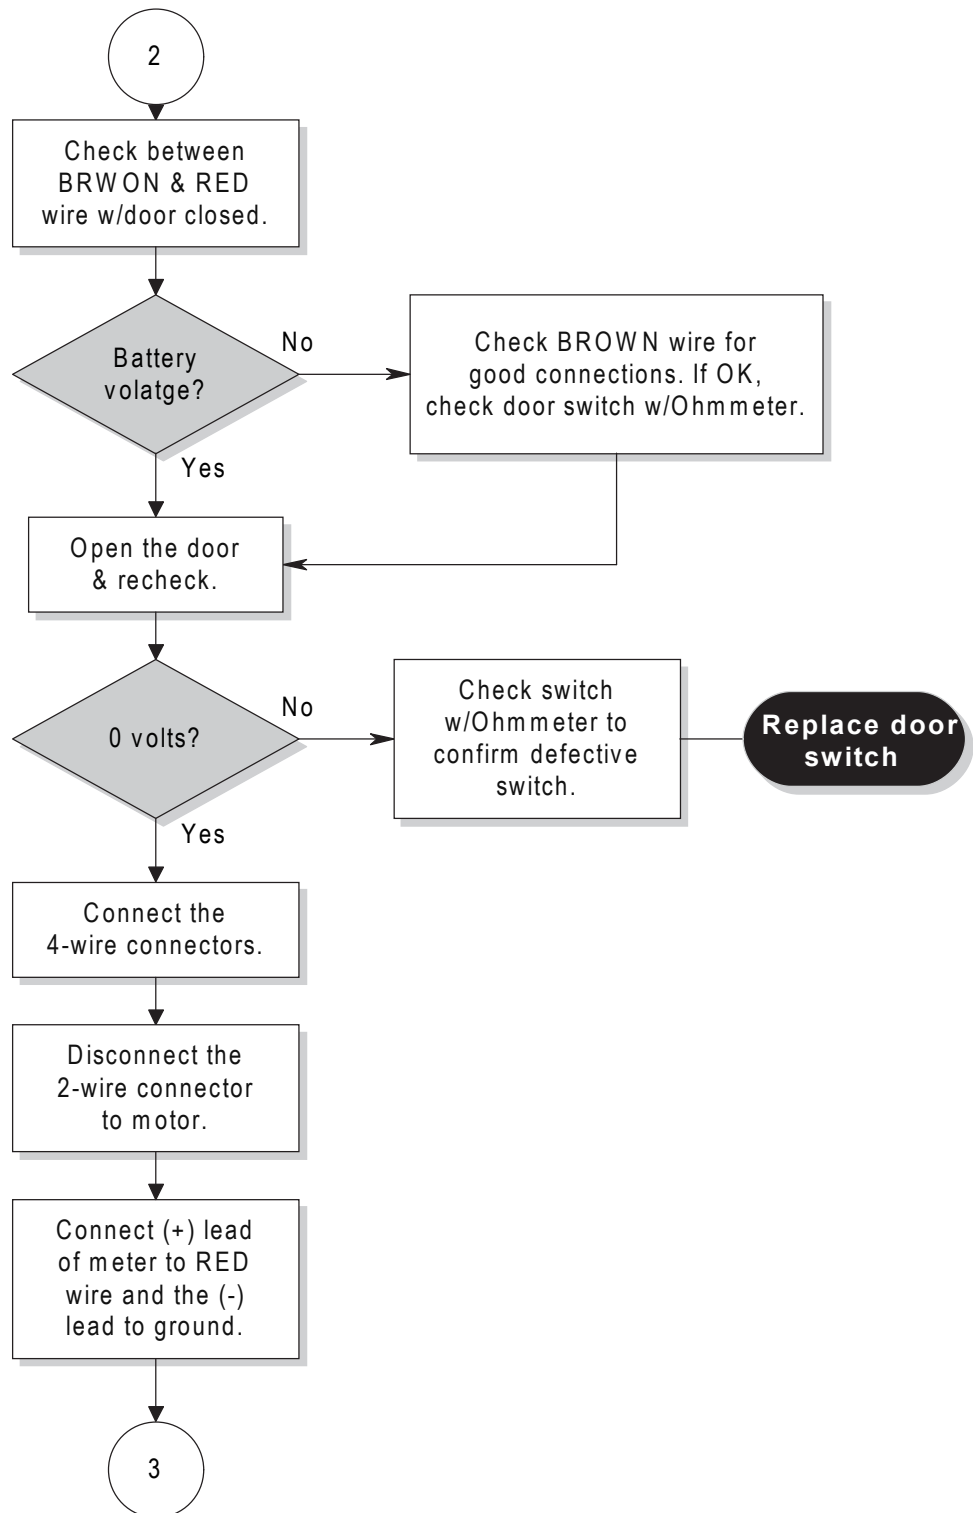 2
Check between
BRWON & RED
wire w/door closed.
Battery
volatge?
No
Check BROWN wire for
good connections. If OK,
check door switch w/Ohmmeter.
Yes
Open the door
& recheck.
0 volts?
No
Check switch
w/Ohmmeter to
confirm defective
switch.
Replace door
switch
Yes
Connect the
4-wire connectors.
Disconnect the
2-wire connector
to motor.
Connect (+) lead
of meter to RED
wire and the (-)
lead to ground.
3